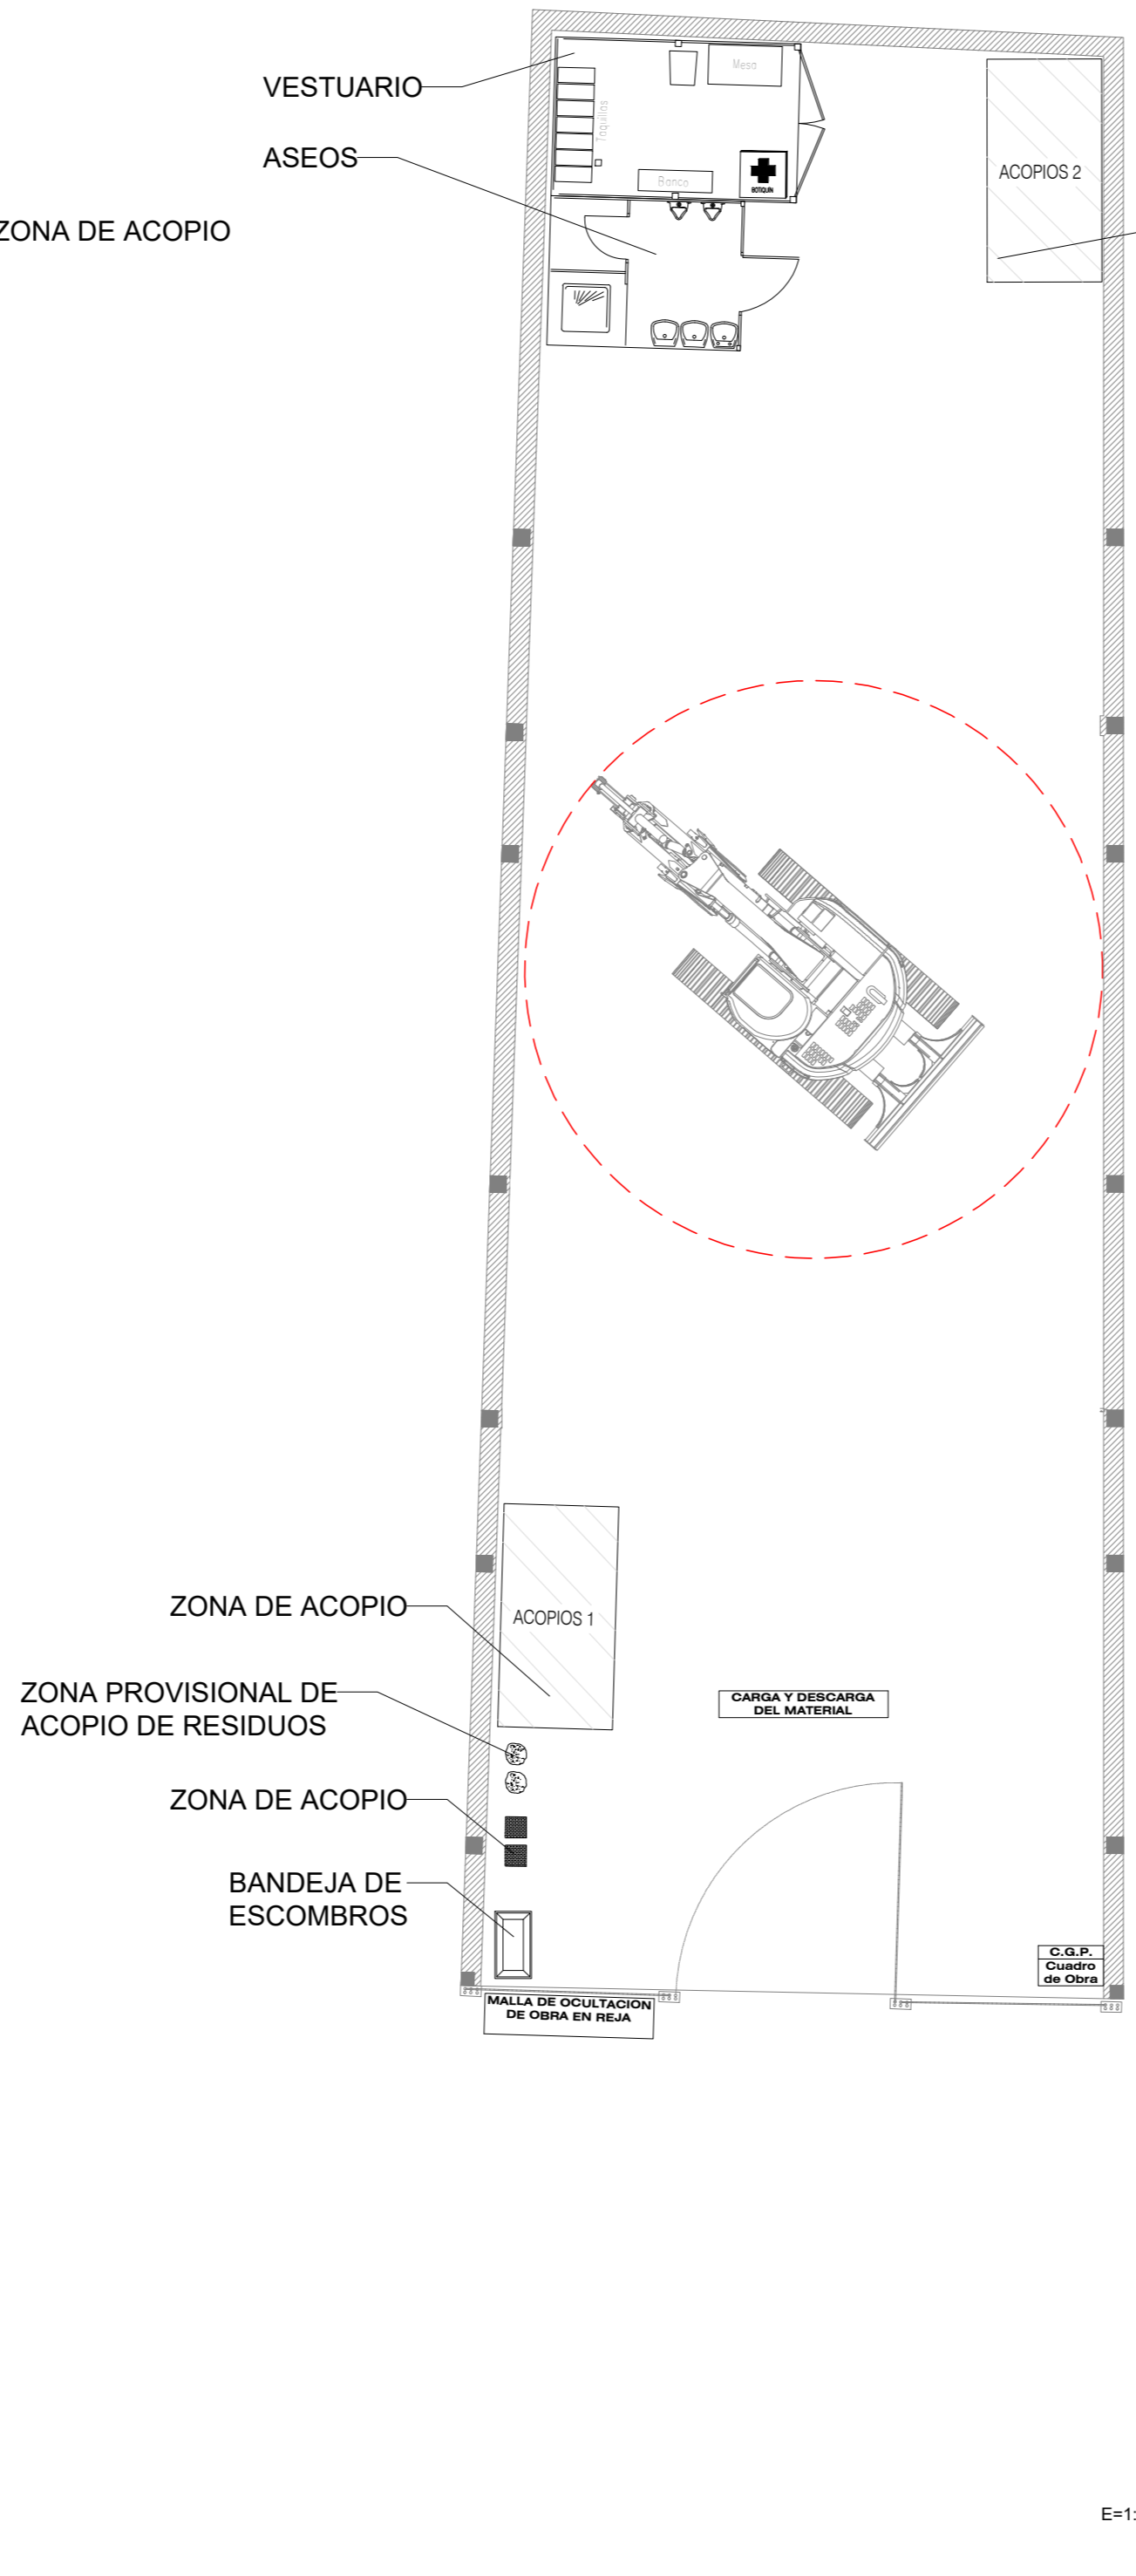 VESTUARIO
Mesa
Taquillas
ACOPIOS 2
ASEOS
Banco
BOTIQUÍN
ZONA DE ACOPIO
ZONA DE ACOPIO
ACOPIOS 1
ZONA PROVISIONAL DE
ACOPIO DE RESIDUOS
CARGA Y DESCARGA
DEL MATERIAL
ZONA DE ACOPIO
BANDEJA DE
ESCOMBROS
C.G.P.
Cuadro
de Obra
MALLA DE OCULTACION
DE OBRA EN REJA
E=1: